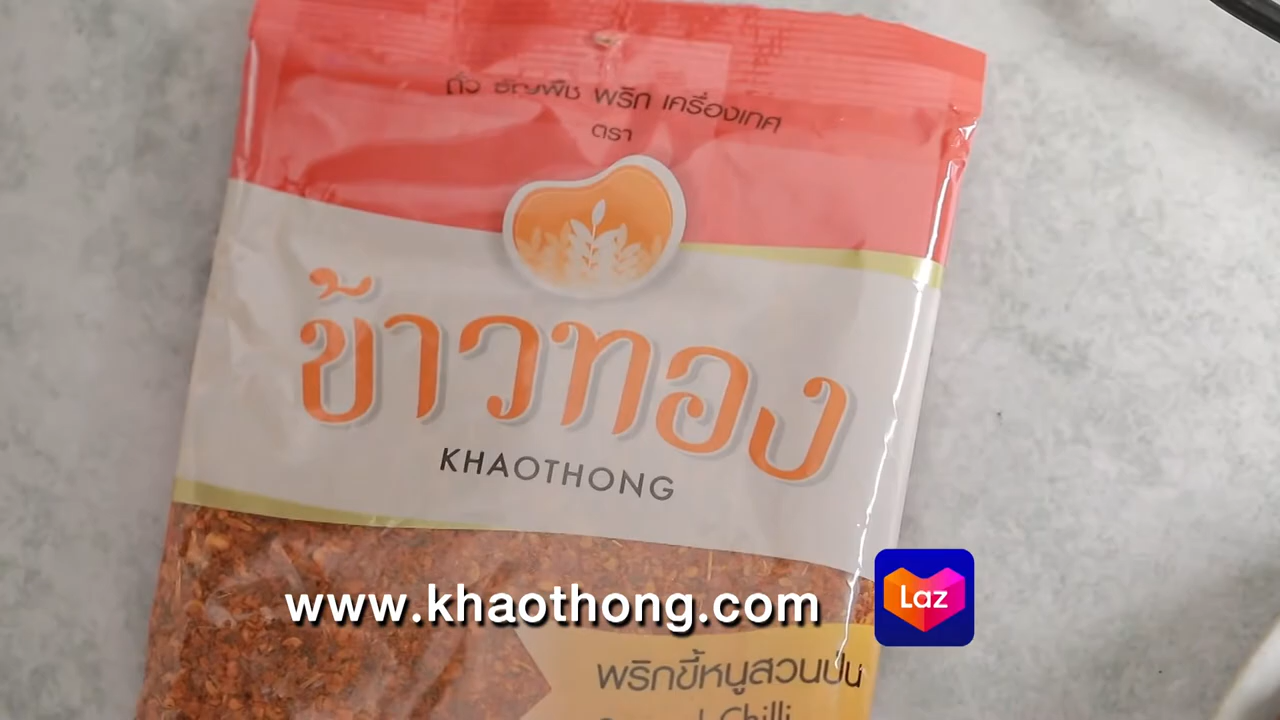 ถั่ว ธัญพืช พริก เครื่องเทศ
ตรา
ข้าวทอง
KHAOTHONG
www.khaothong.com
Laz
พริกขี้หนูสวนป่น
Chilli